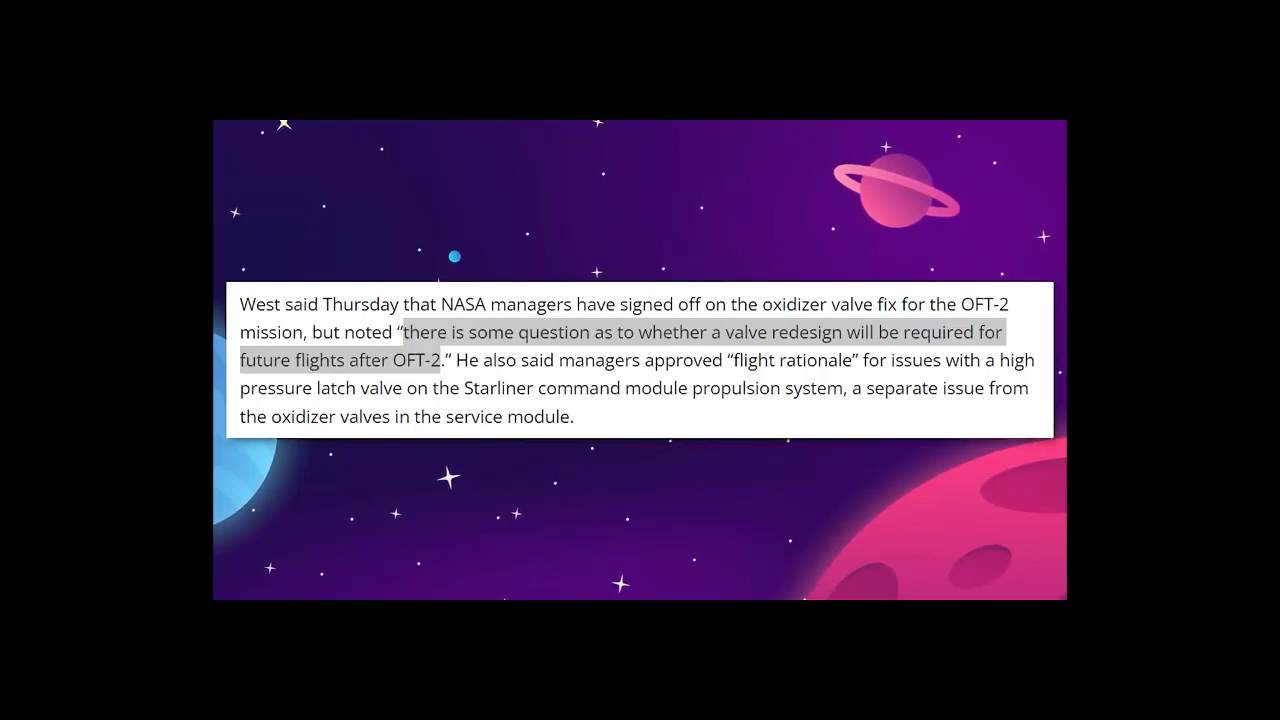 West said Thursday that NASA managers have signed off on the oxidizer valve fix for the OFT-2
mission, but noted “there is some question as to whether a valve redesign will be required for
future flights after OFT-2.” He also said managers approved “flight rationale” for issues with a high
pressure latch valve on the Starliner command module propulsion system, a separate issue from
the oxidizer valves in the service module.